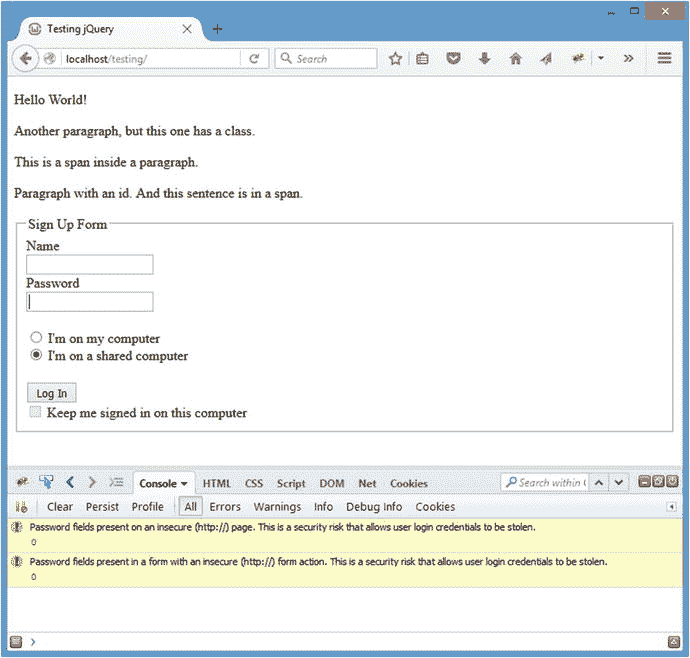 Testing jQuery
localhost/testing/
Search
Hello World!
Another paragraph, but this one has a class.
This is a span inside a paragraph.
Paragraph with an id. And this sentence is in a span.
Sign Up Form
Name
Password
I'm on my computer
I'm on a shared computer
Log In
Keep me signed in on this computer
Console HTML CSS Script DOM Net Cookies Search within
Clear Persist Profile All Errors Warnings Info Debug Info Cookies
Password fields present on an insecure (http://) page. This is a security risk that allows user login credentials to be stolen.
0
Password fields present in a form with an insecure (http://) form action. This is a security risk that allows user login credentials to be stolen.
0